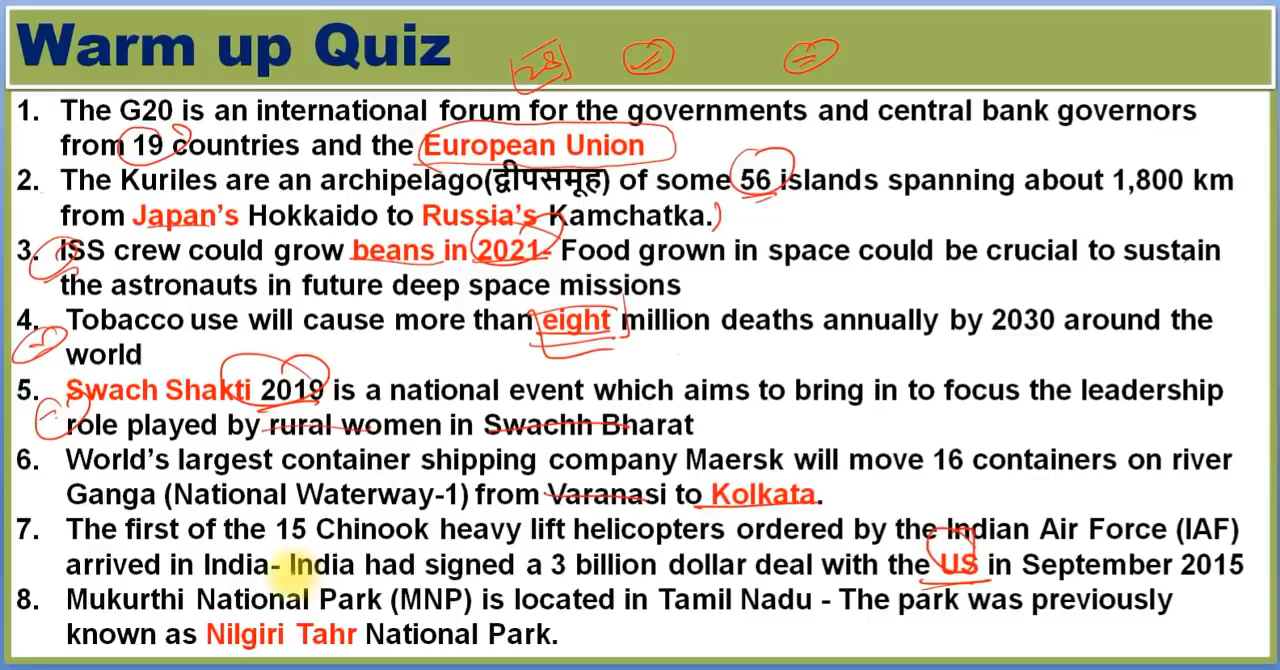 Warm up Quiz
28
1. The G20 is an international forum for the governments and central bank governors
from 19 countries and the European Union
2. The Kuriles are an archipelago(द्वीपसमूह) of some 56 islands spanning about 1,800 km
from Japan's Hokkaido to Russia's Kamchatka.
3. ISS crew could grow beans in 2021- Food grown in space could be crucial to sustain
the astronauts in future deep space missions
4. Tobacco use will cause more than eight million deaths annually by 2030 around the
world
5. Swach Shakti 2019 is a national event which aims to bring in to focus the leadership
role played by rural women in Swachh Bharat
6. World's largest container shipping company Maersk will move 16 containers on river
Ganga (National Waterway-1) from Varanasi to Kolkata.
7. The first of the 15 Chinook heavy lift helicopters ordered by the Indian Air Force (IAF)
arrived in India- India had signed a 3 billion dollar deal with the US in September 2015
8. Mukurthi National Park (MNP) is located in Tamil Nadu - The park was previously
known as Nilgiri Tahr National Park.